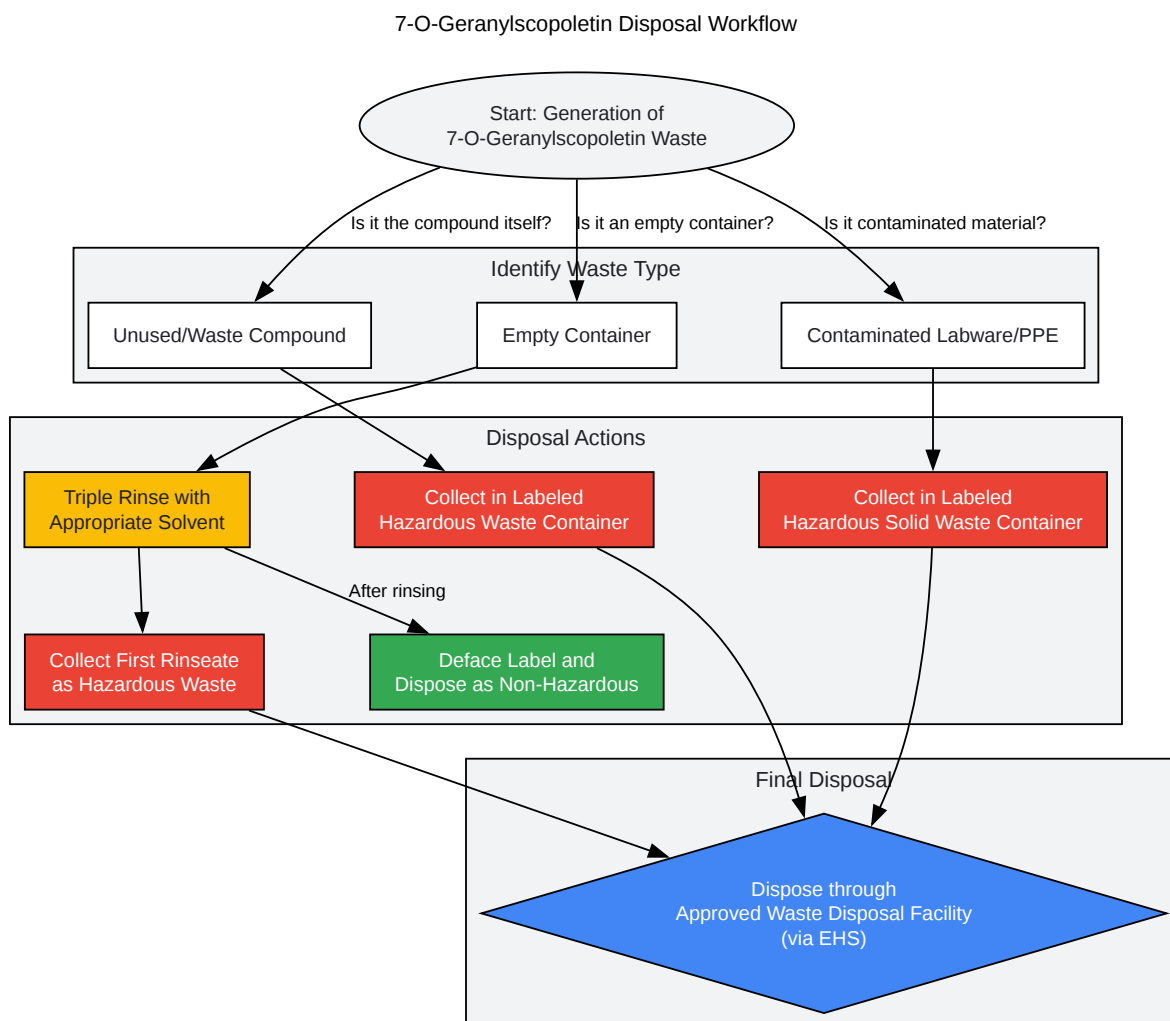 7-O-Geranylscopoletin Disposal Workflow
Start: Generation of
7-O-Geranylscopoletin Waste
Is it the compound itself?
Is it an empty container?
Is it contaminated material?
Identify Waste Type
Unused/Waste Compound
Empty Container
Contaminated Labware/PPE
Disposal Actions
Triple Rinse with
Appropriate Solvent
Collect in Labeled
Hazardous Waste Container
Collect in Labeled
Hazardous Solid Waste Container
After rinsing
Collect First Rinseate
as Hazardous Waste
Deface Label and
Dispose as Non-Hazardous
Final Disposal
Dispose through
Approved Waste Disposal Facility
(via EHS)